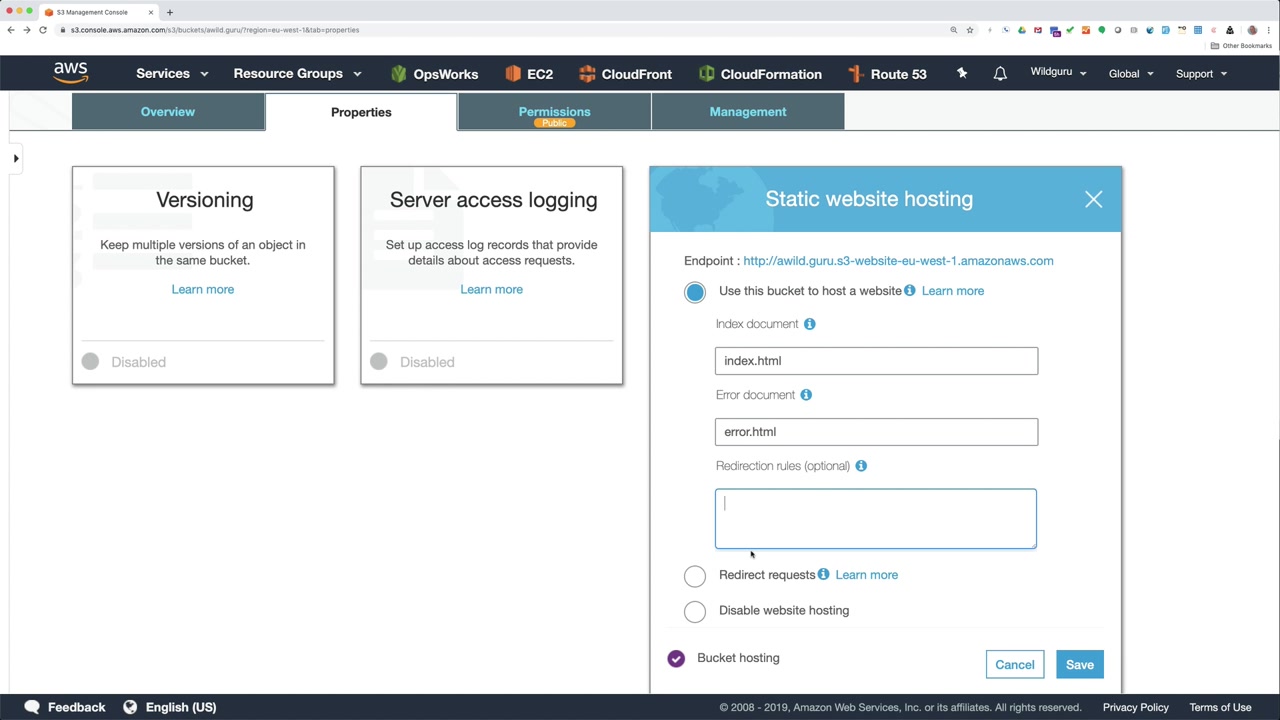 S3 Management Console
s3.console.aws.amazon.com/s3/buckets/awild.guru/?region=eu-west-1&tab=properties
Other Bookmarks
aws
Services
Resource Groups
OpsWorks
EC2
CloudFront
CloudFormation
Route 53
Wildguru
Global
Support
Overview
Properties
Permissions
Public
Management
Versioning
Keep multiple versions of an object in
the same bucket.
Learn more
Disabled
Server access logging
Set up access log records that provide
details about access requests.
Learn more
Disabled
Static website hosting
Endpoint : http://awild.guru.s3-website-eu-west-1.amazonaws.com
Use this bucket to host a website Learn more
Index document
index.html
Error document
error.html
Redirection rules (optional)
Redirect requests Learn more
Disable website hosting
Bucket hosting
Cancel
Save
Feedback
English (US)
© 2008 - 2019, Amazon Web Services, Inc. or its affiliates. All rights reserved.
Privacy Policy
Terms of Use